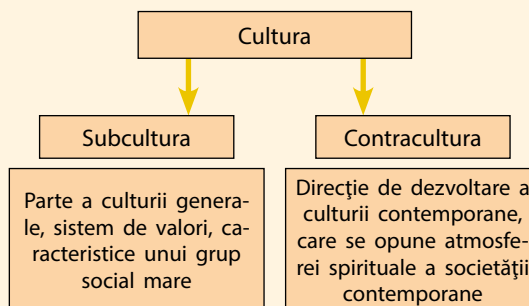 Cultura
Subcultura
Contracultura
Parte a culturii genera-
le, sistem de valori, ca-
racteristice unui grup
social mare
Direcţie de dezvoltare a
culturii contemporane,
care se opune atmosfe-
rei spirituale a societăţii
contemporane